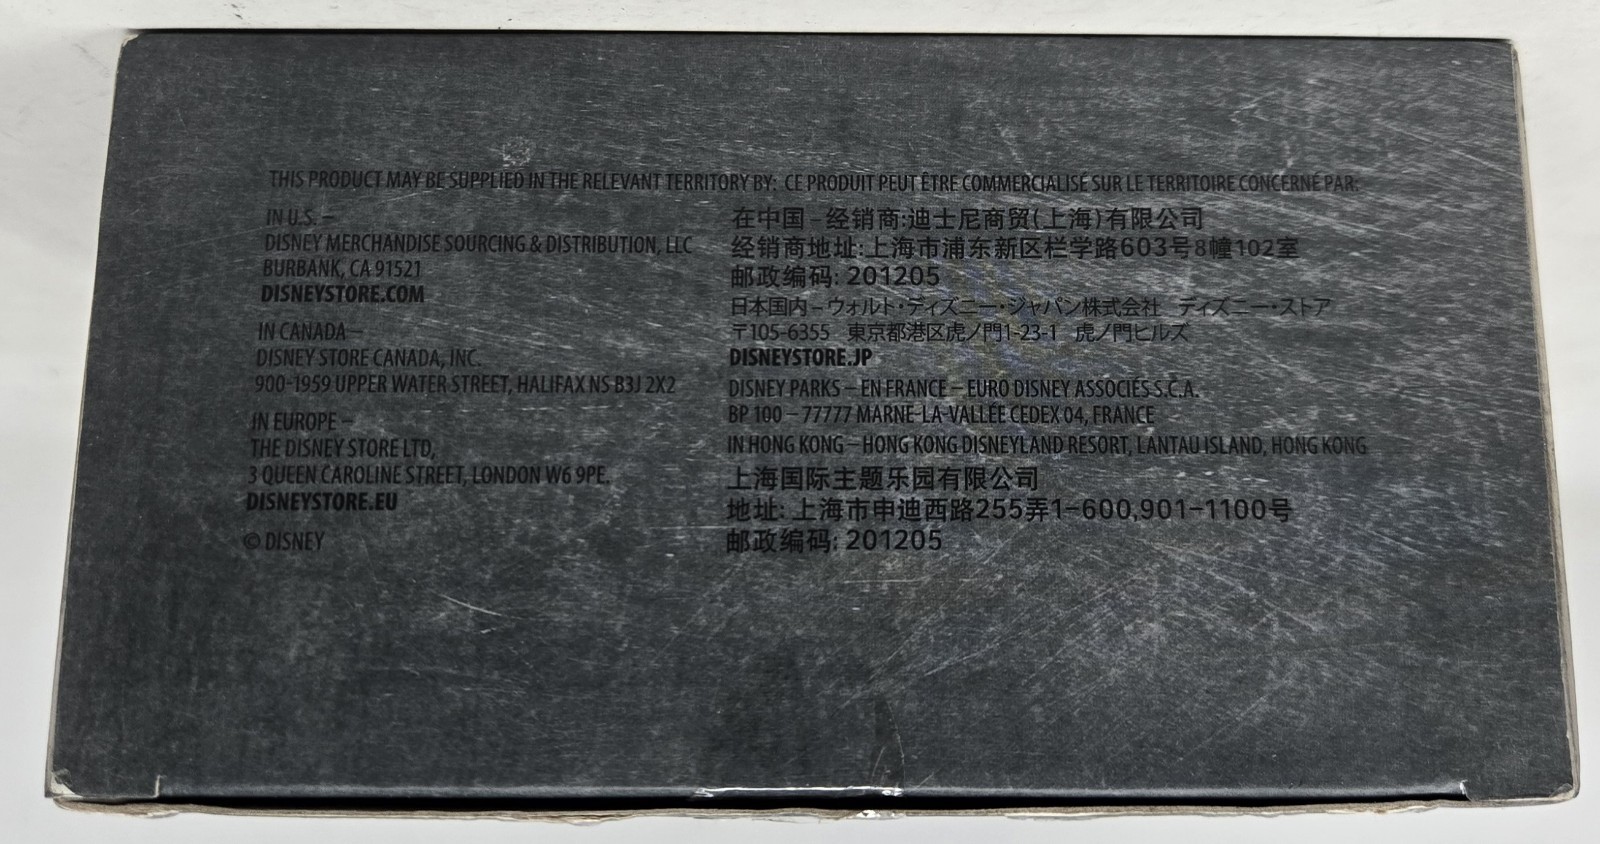 THIS PRODUCT MAY BE SUPPLIED IN THE RELEVANT TERRITORY BY: CE PRODUIT PEUT ÊTRE COMMERCIALISÉ SUR LE TERRITOIRE CONCERNÉ PAR:
IN U.S. –
DISNEY MERCHANDISE SOURCING & DISTRIBUTION, LLC
BURBANK, CA 91521
DISNEYSTORE.COM
IN CANADA –
DISNEY STORE CANADA, INC.
900-1959 UPPER WATER STREET, HALIFAX NS B3J 2X2
IN EUROPE –
THE DISNEY STORE LTD,
3 QUEEN CAROLINE STREET, LONDON W6 9PE.
DISNEYSTORE.EU
© DISNEY
在中国 – 经销商:迪士尼商贸(上海)有限公司
经销商地址:上海市浦东新区栏学路603号8幢102室
邮政编码: 201205
日本国内 – ウォルト・ディズニー・ジャパン株式会社 ディズニー・ストア
〒105-6355 東京都港区虎ノ門1-23-1 虎ノ門ヒルズ
DISNEYSTORE.JP
DISNEY PARKS – EN FRANCE – EURO DISNEY ASSOCIÉS S.C.A.
BP 100 – 77777 MARNE-LA-VALLÉE CEDEX 04, FRANCE
IN HONG KONG – HONG KONG DISNEYLAND RESORT, LANTAU ISLAND, HONG KONG
上海国际主题乐园有限公司
地址: 上海市申迪西路255弄1-600,901-1100号
邮政编码: 201205